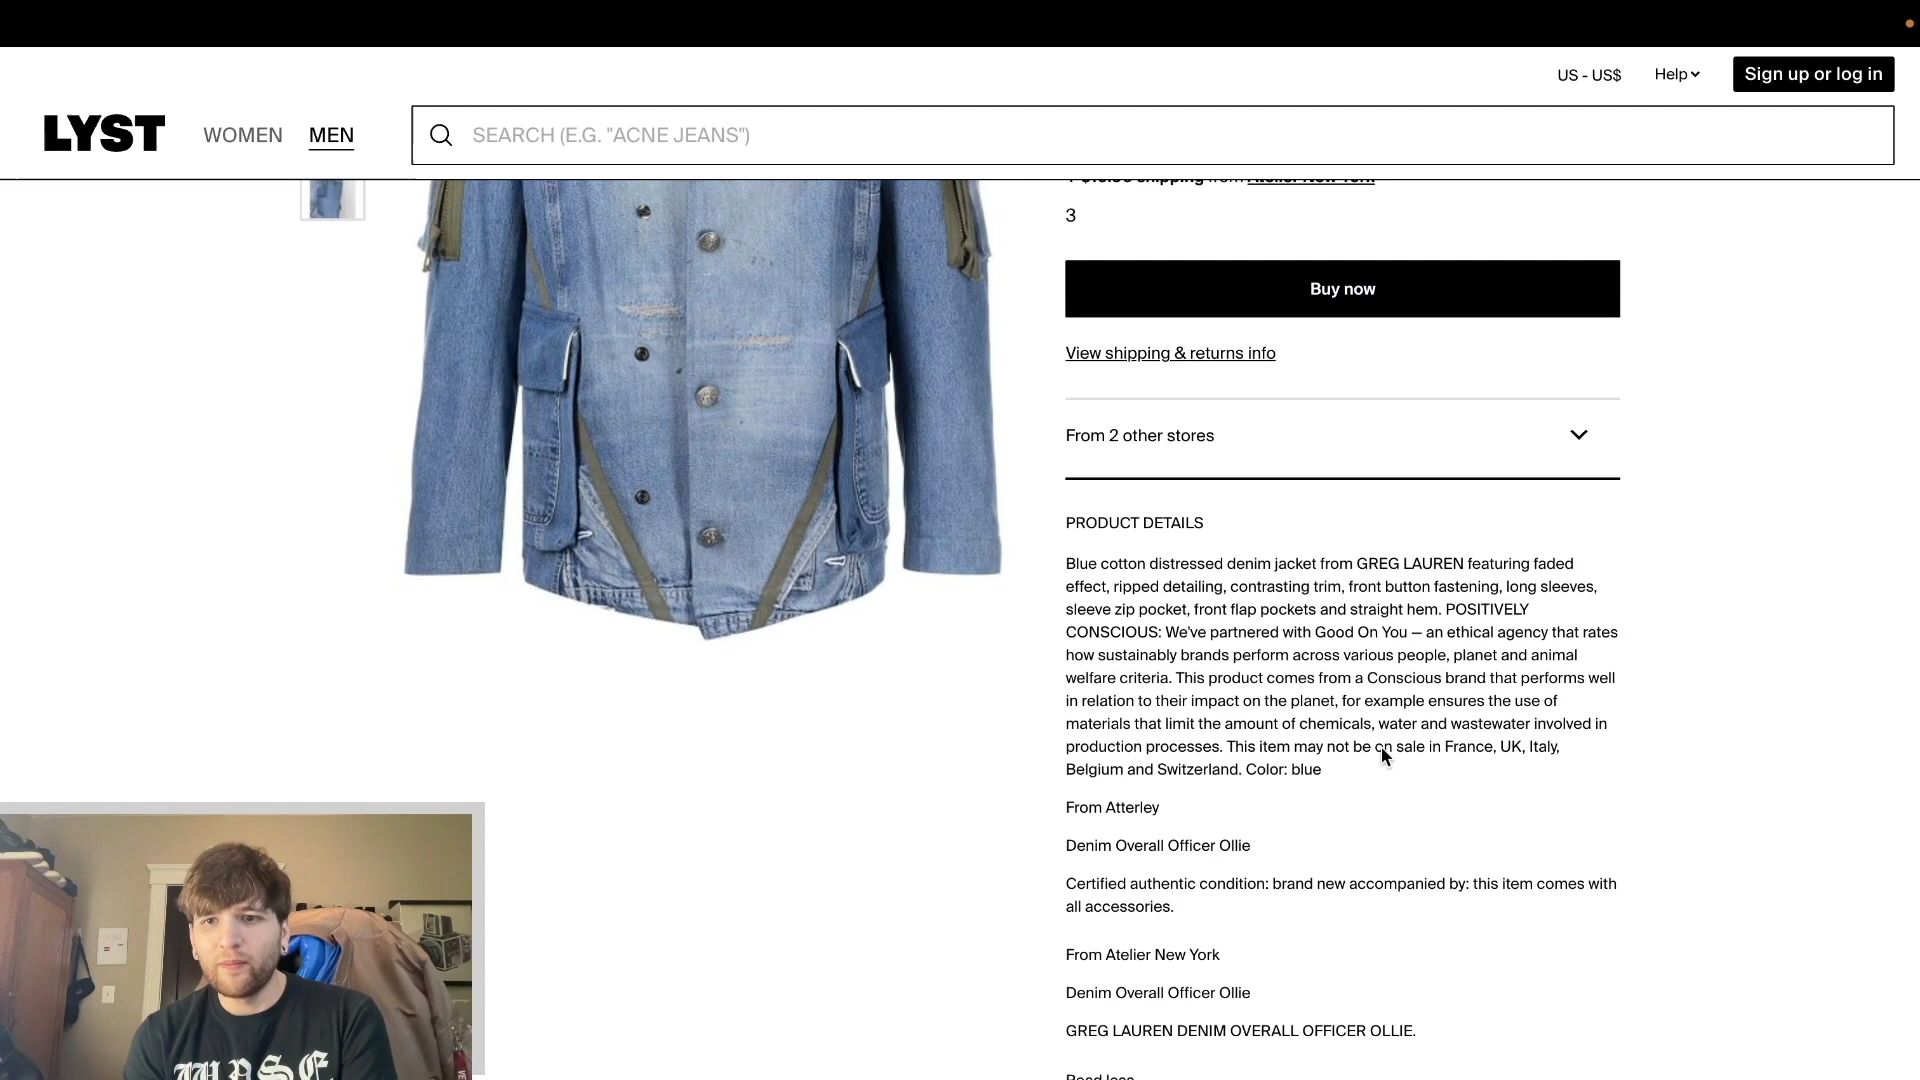 US - US$
Help
Sign up or log in
LYST
WOMEN
MEN
SEARCH (E.G. "ACNE JEANS")
shipping from Atelier New York
3
Buy now
View shipping & returns info
From 2 other stores
PRODUCT DETAILS
Blue cotton distressed denim jacket from GREG LAUREN featuring faded
effect, ripped detailing, contrasting trim, front button fastening, long sleeves,
sleeve zip pocket, front flap pockets and straight hem. POSITIVELY
CONSCIOUS: We've partnered with Good On You – an ethical agency that rates
how sustainably brands perform across various people, planet and animal
welfare criteria. This product comes from a Conscious brand that performs well
in relation to their impact on the planet, for example ensures the use of
materials that limit the amount of chemicals, water and wastewater involved in
production processes. This item may not be on sale in France, UK, Italy,
Belgium and Switzerland. Color: blue
From Atterley
Denim Overall Officer Ollie
Certified authentic condition: brand new accompanied by: this item comes with
all accessories.
From Atelier New York
Denim Overall Officer Ollie
GREG LAUREN DENIM OVERALL OFFICER OLLIE.
Read less